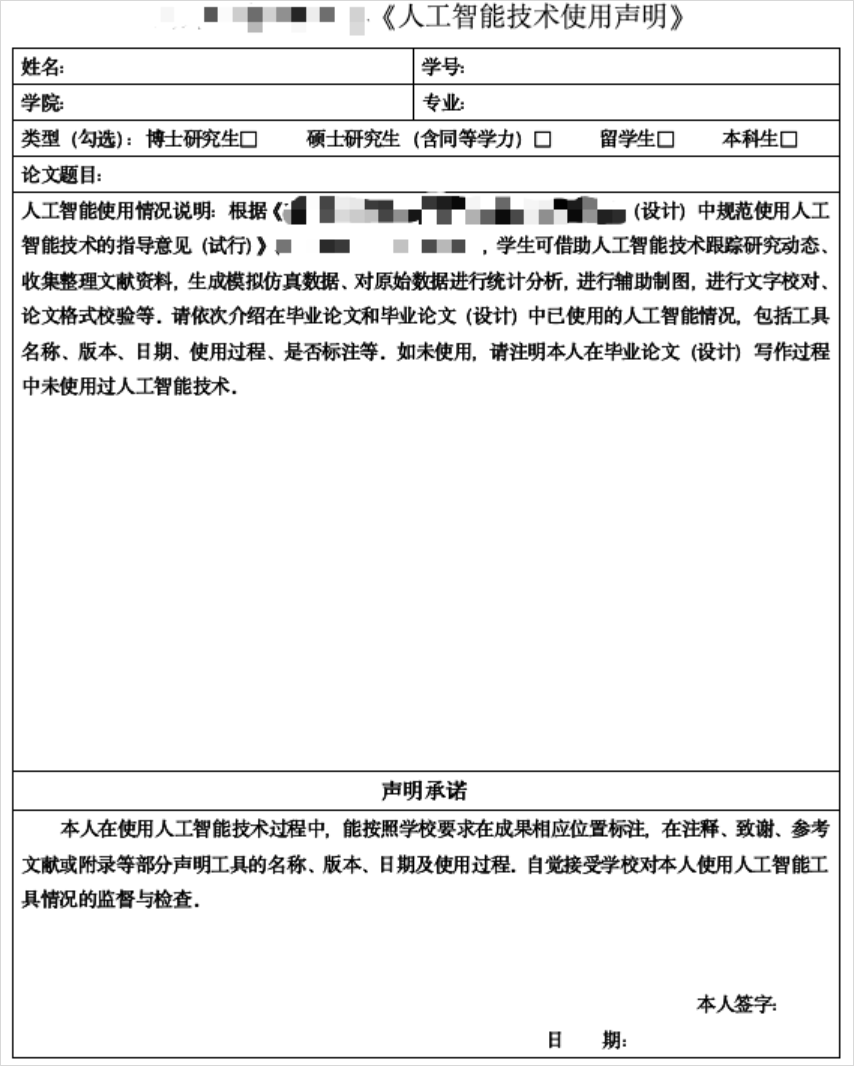 《人工智能技术使用声明》
姓名: 学号:
学院: 专业:
类型（勾选）: 博士研究生□ 硕士研究生（含同等学力）□ 留学生□ 本科生□
论文题目:
人工智能使用情况说明: 根据《 （设计）中规范使用人工
智能技术的指导意见（试行）》 ，学生可借助人工智能技术跟踪研究动态、
收集整理文献资料, 生成模拟仿真数据、对原始数据进行统计分析, 进行辅助制图, 进行文字校对、
论文格式校验等. 请依次介绍在毕业论文和毕业论文（设计）中已使用的人工智能情况, 包括工具
名称、版本、日期、使用过程、是否标注等. 如未使用, 请注明本人在毕业论文（设计）写作过程
中未使用过人工智能技术.
声明承诺
本人在使用人工智能技术过程中, 能按照学校要求在成果相应位置标注, 在注释、致谢、参考
文献或附录等部分声明工具的名称、版本、日期及使用过程. 自觉接受学校对本人使用人工智能工
具情况的监督与检查.
本人签字:
日 期: